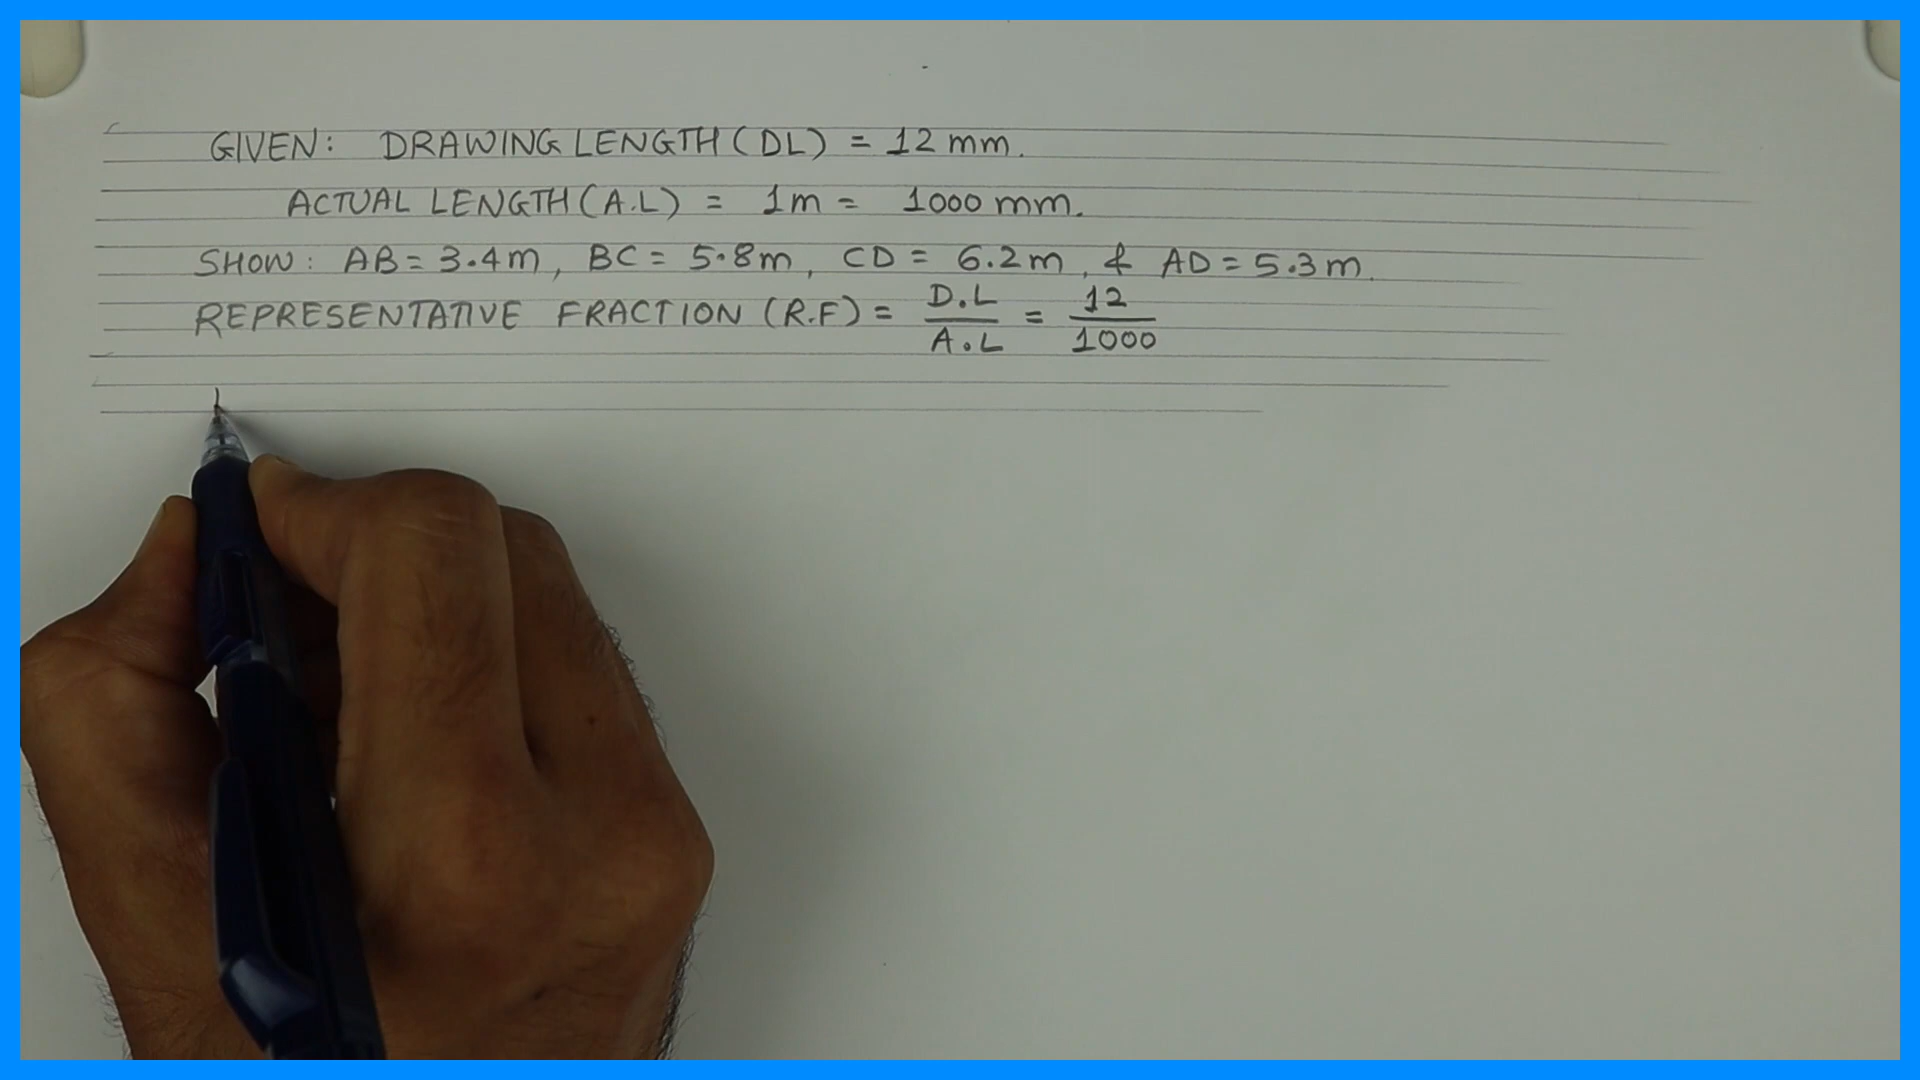 GIVEN: DRAWING LENGTH (DL) = 12 mm.
ACTUAL LENGTH (A.L) = 1m = 1000 mm.
SHOW: AB = 3.4m, BC = 5.8m, CD = 6.2m, & AD = 5.3m.
REPRESENTATIVE FRACTION (R.F) = D.L / A.L = 12 / 1000